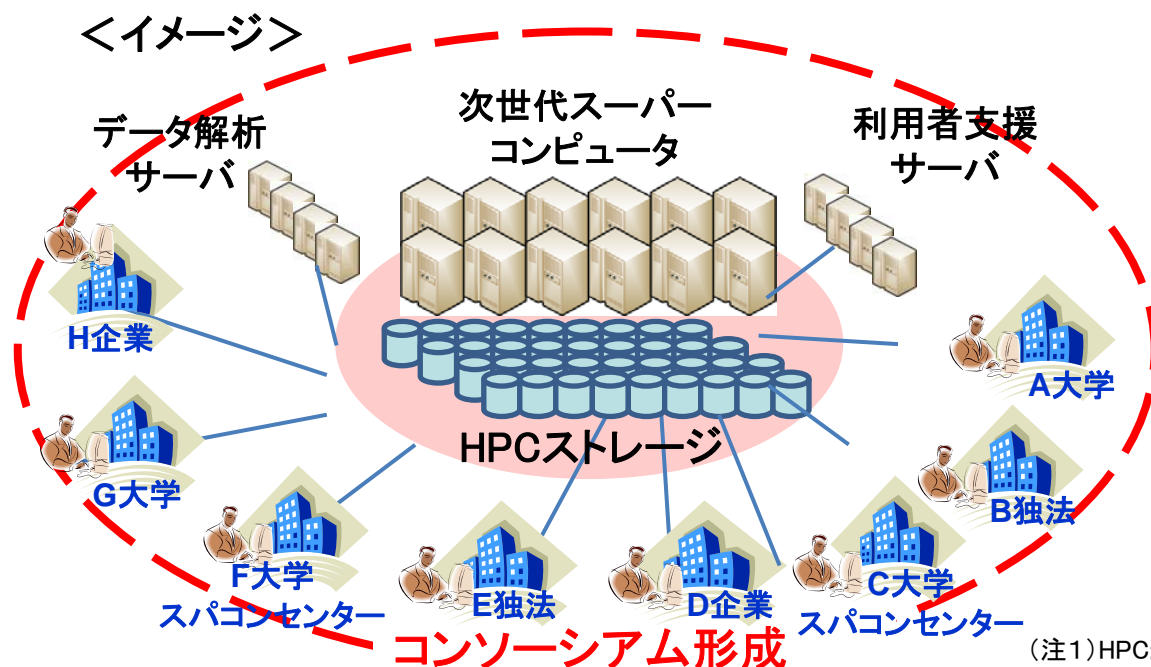 ＜イメージ＞
データ解析
サーバ
次世代スーパー
コンピュータ
利用者支援
サーバ
H企業
A大学
HPCストレージ
G大学
B独法
F大学
スパコンセンター
E独法
D企業
C大学
スパコンセンター
コンソーシアム形成
（注１）HPC